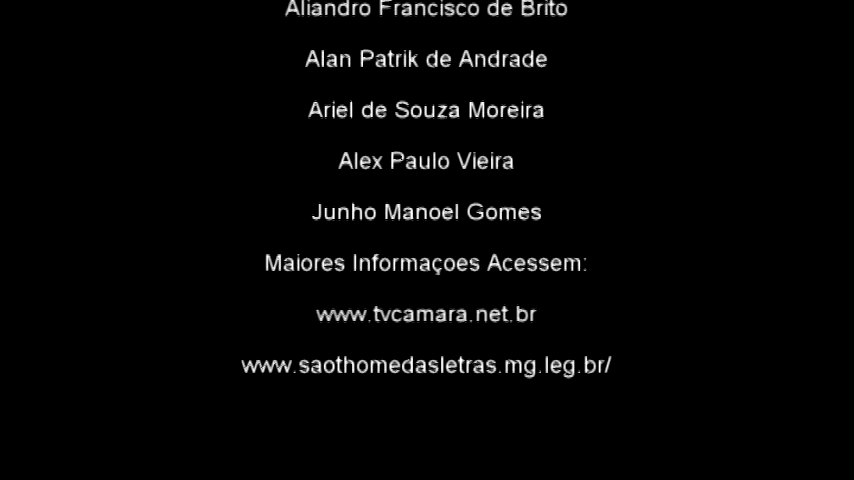 Aliandro Francisco de Brito
Alan Patrik de Andrade
Ariel de Souza Moreira
Alex Paulo Vieira
Junho Manoel Gomes
Maiores Informaçoes Acessem:
www.tvcamara.net.br
www.saothomedasletras.mg.leg.br/